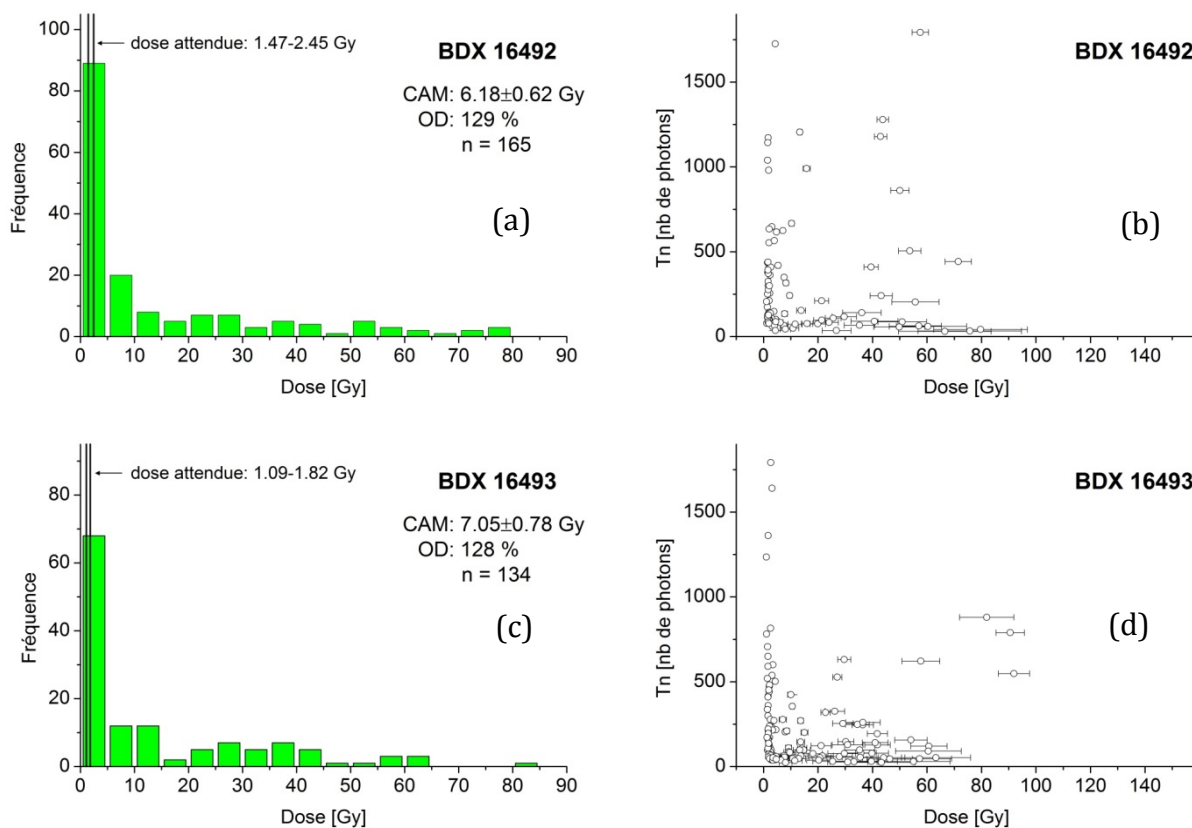 BDX 16492
dose attendue: 1.47-2.45 Gy
CAM: 6.18±0.62 Gy
OD: 129 %
n = 165
(a)
Fréquence
100
80
60
40
20
0
0 10 20 30 40 50 60 70 80 90
Dose [Gy]
BDX 16492
(b)
Tn [nb de photons]
1500
1000
500
0
0 20 40 60 80 100 120 140
Dose [Gy]
BDX 16493
dose attendue: 1.09-1.82 Gy
CAM: 7.05±0.78 Gy
OD: 128 %
n = 134
(c)
Fréquence
80
60
40
20
0
0 10 20 30 40 50 60 70 80 90
Dose [Gy]
BDX 16493
(d)
Tn [nb de photons]
1500
1000
500
0
0 20 40 60 80 100 120 140
Dose [Gy]